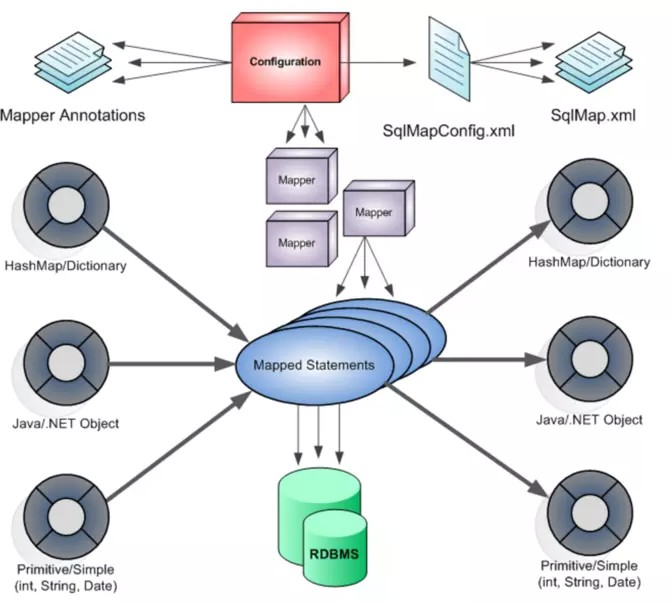 Configuration
Mapper Annotations
SqlMapConfig.xml
SqlMap.xml
Mapper
Mapper
Mapper
HashMap/Dictionary
HashMap/Dictionary
Mapped Statements
Java/.NET Object
Java/.NET Object
RDBMS
Primitive/Simple
(int, String, Date)
Primitive/Simple
(int, String, Date)